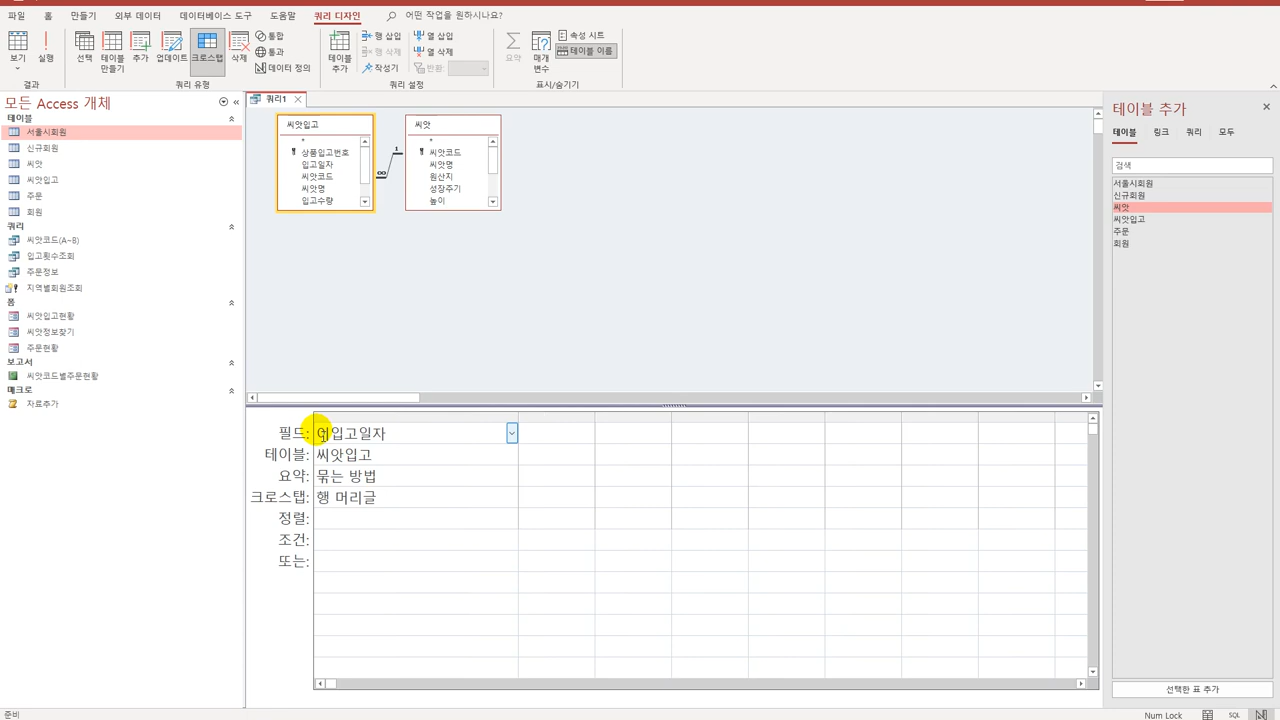 파일 홈 만들기 외부 데이터 데이터베이스 도구 도움말 쿼리 디자인 어떤 작업을 원하시나요?
보기 실행 선택 테이블 만들기 추가 업데이트 크로스탭 삭제 통합 통과 데이터 정의 테이블 추가 행 삽입 행 삭제 작성기 열 삽입 열 삭제 반환: 요약 매개 변수 속성 시트 테이블 이름
결과 쿼리 유형 쿼리 설정 표시/숨기기
모든 Access 개체
테이블
서울시회원
신규회원
씨앗
씨앗입고
주문
회원
쿼리
씨앗코드(A~B)
입고횟수조회
주문정보
지역별회원조회
폼
씨앗입고현황
씨앗정보찾기
주문현황
보고서
씨앗코드별주문현황
매크로
자료추가
쿼리1
씨앗입고
*
상품입고번호
입고일자
씨앗코드
씨앗명
입고수량
1
∞
씨앗
*
씨앗코드
씨앗명
원산지
성장주기
높이
필드: 여입고일자
테이블: 씨앗입고
요약: 묶는 방법
크로스탭: 행 머리글
정렬:
조건:
또는:
테이블 추가
테이블 링크 쿼리 모두
검색
서울시회원
신규회원
씨앗
씨앗입고
주문
회원
선택한 표 추가
준비 Num Lock SQL